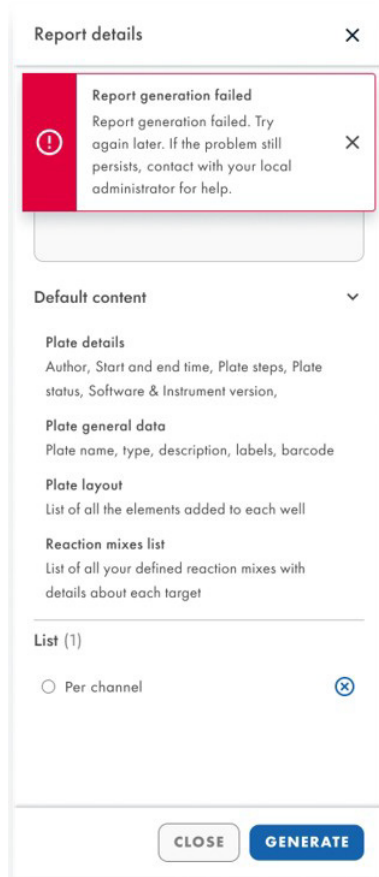 Report details
Report generation failed
Report generation failed. Try
again later. If the problem still
persists, contact with your local
administrator for help.
Default content
Plate details
Author, Start and end time, Plate steps, Plate
status, Software & Instrument version,
Plate general data
Plate name, type, description, labels, barcode
Plate layout
List of all the elements added to each well
Reaction mixes list
List of all your defined reaction mixes with
details about each target
List (1)
Per channel
CLOSE
GENERATE